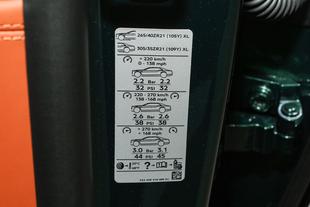 265/40ZR21 (105Y) XL
305/35ZR21 (109Y) XL
< 220 km/h
0 - 138 mph
2.2 Bar 2.2
32 PSI 32
220 - 270 km/h
138 -168 mph
2.6 Bar 2.6
38 PSI 38
> 270 km/h
+168 mph
3.0 Bar 3.1
44 PSI 45